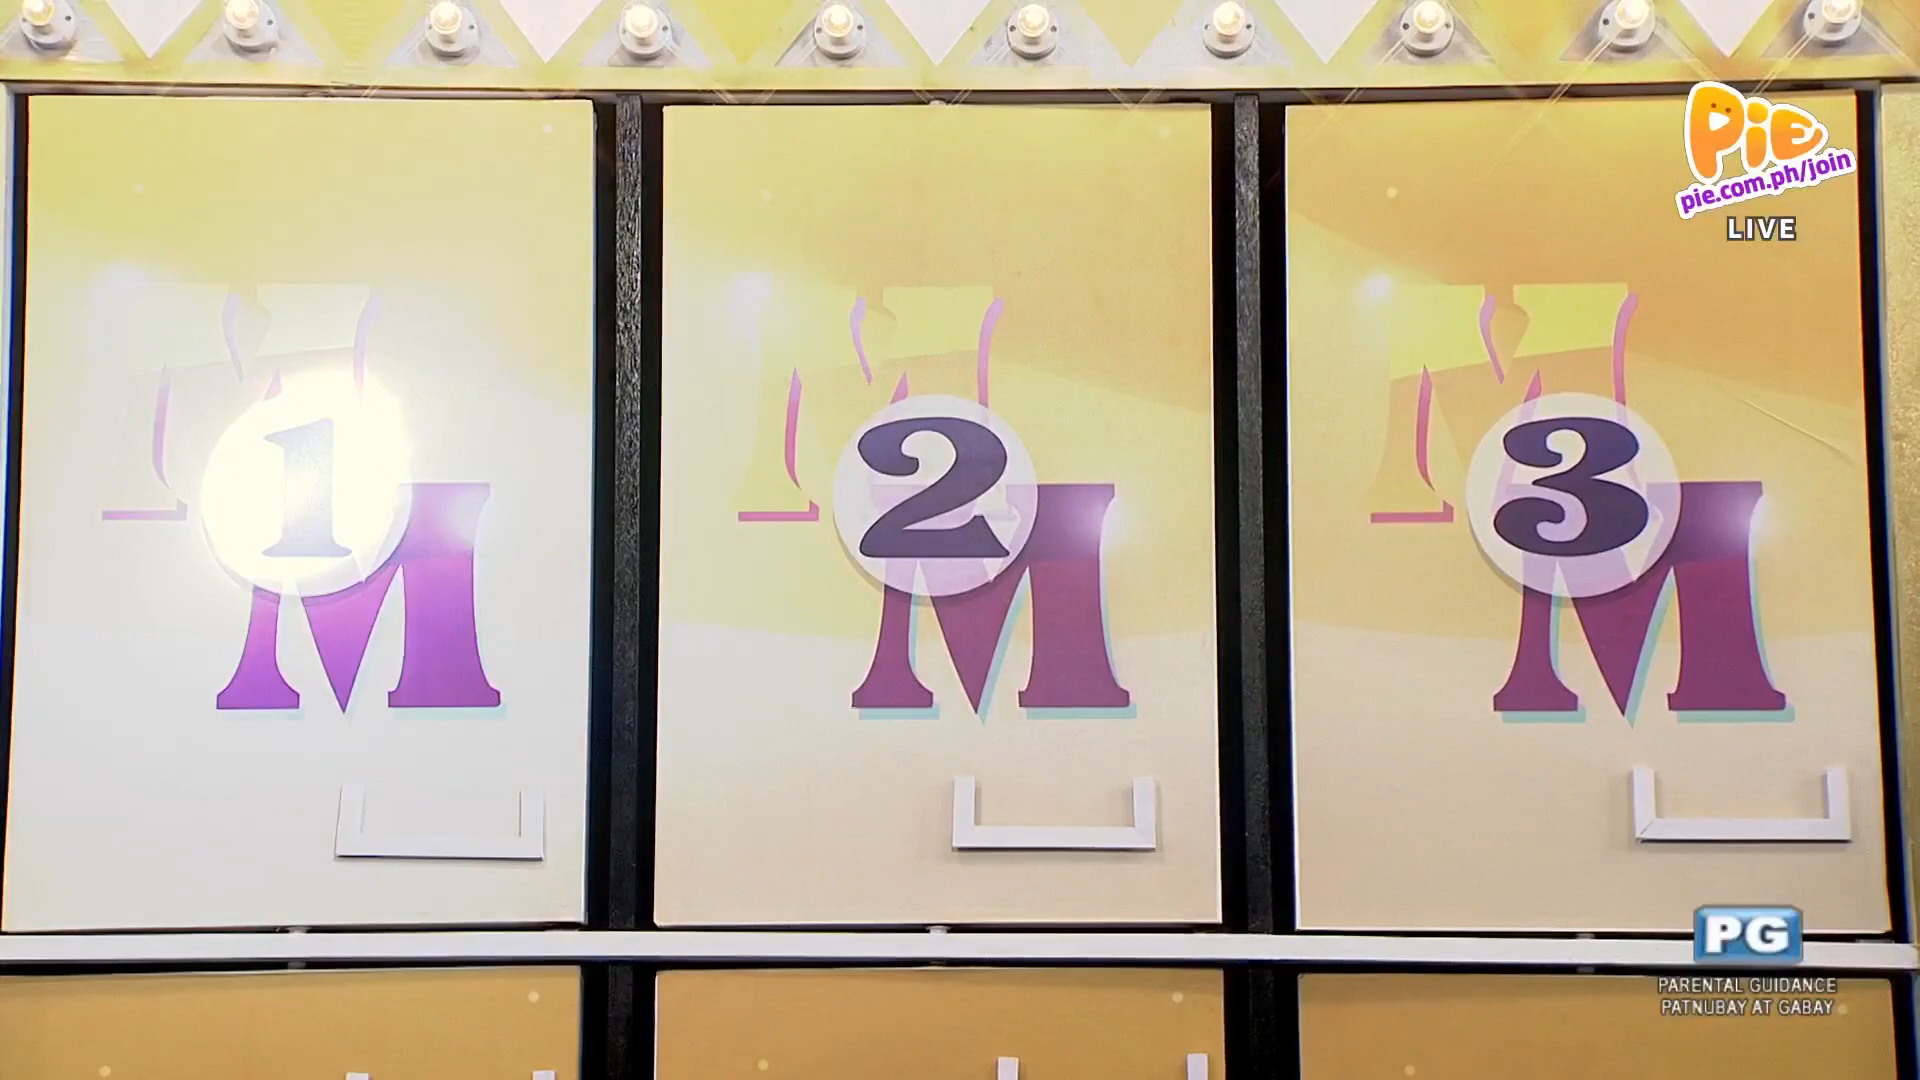 Pie
pie.com.ph/join
LIVE
1
2
3
M
M
M
PG
PARENTAL GUIDANCE
PATNUBAY AT GABAY